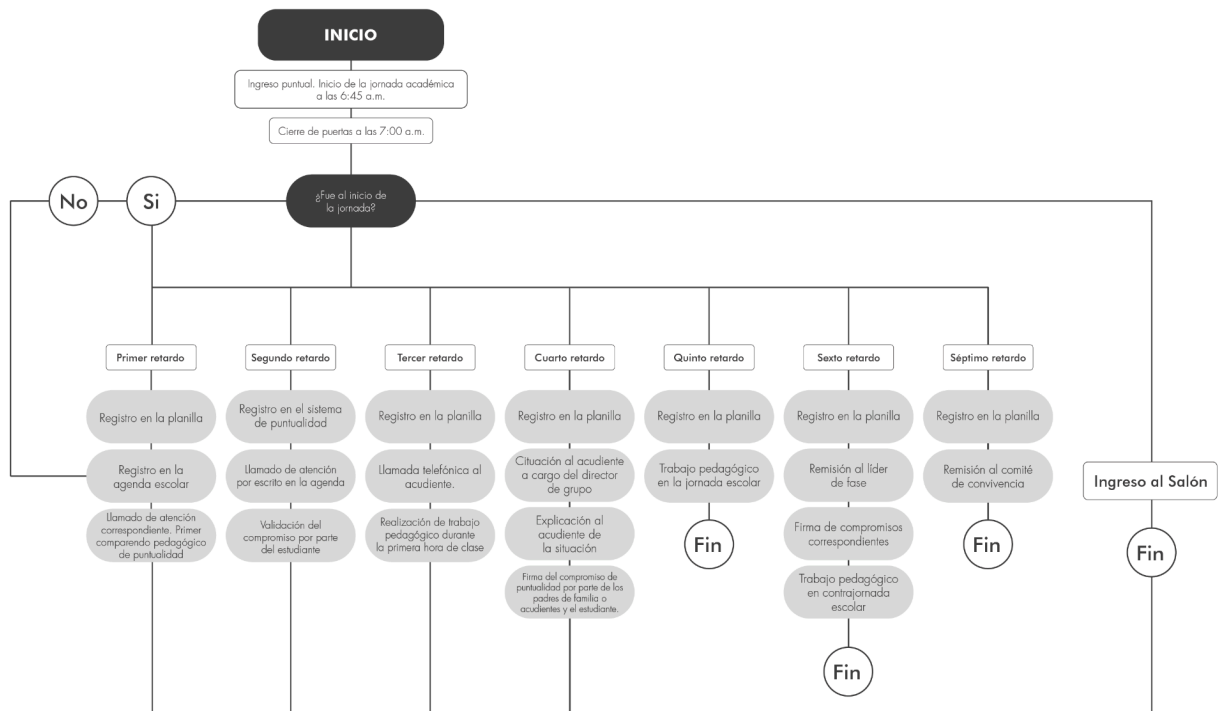 INICIO
Ingreso puntual. Inicio de la jornada académica
a las 6:45 a.m.
Cierre de puertas a las 7:00 a.m.
No
Si
¿Fue al inicio de
la jornada?
Primer retardo
Segundo retardo
Tercer retardo
Cuarto retardo
Quinto retardo
Sexto retardo
Séptimo retardo
Registro en la planilla
Registro en la
agenda escolar
Llamado de atención
correspondiente. Primer
comparendo pedagógico
de puntualidad
Registro en el sistema
de puntualidad
Llamado de atención
por escrito en la agenda
Validación del
compromiso por parte
del estudiante
Registro en la planilla
Llamada telefónica al
acudiente.
Realización de trabajo
pedagógico durante
la primera hora de clase
Registro en la planilla
Cituación al acudiente
a cargo del director
de grupo
Explicación al
acudiente de
la situación
Firma del compromiso de
puntualidad por parte de los
padres de familia o
acudientes y el estudiante.
Registro en la planilla
Trabajo pedagógico
en la jornada escolar
Fin
Registro en la planilla
Remisión al líder
de fase
Firma de compromisos
correspondientes
Trabajo pedagógico
en contrajornada
escolar
Fin
Registro en la planilla
Remisión al comité
de convivencia
Fin
Ingreso al Salón
Fin